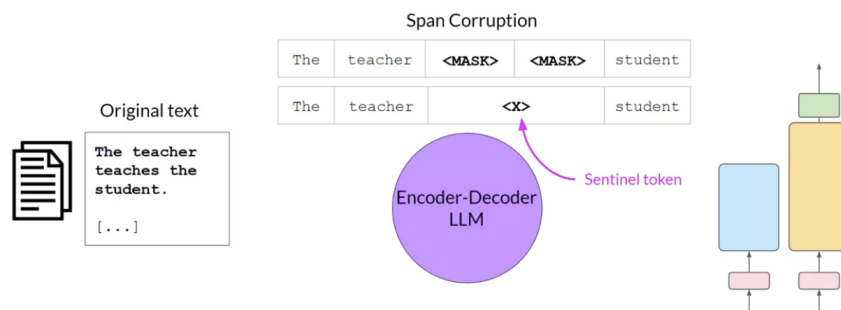 Span Corruption
The teacher <MASK> <MASK> student
The teacher <X> student
Original text
The teacher
teaches the
student.
[...]
Sentinel token
Encoder-Decoder
LLM